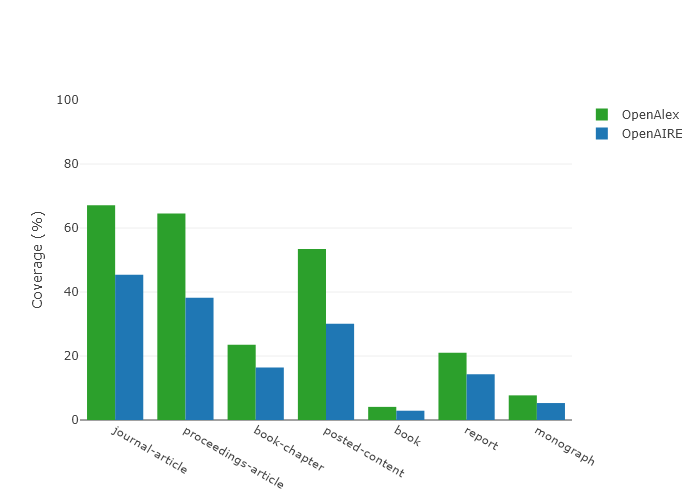 100
80
60
40
20
0
Coverage (%)
journal-article
proceedings-article
book-chapter
posted-content
book
report
monograph
OpenAlex
OpenAIRE